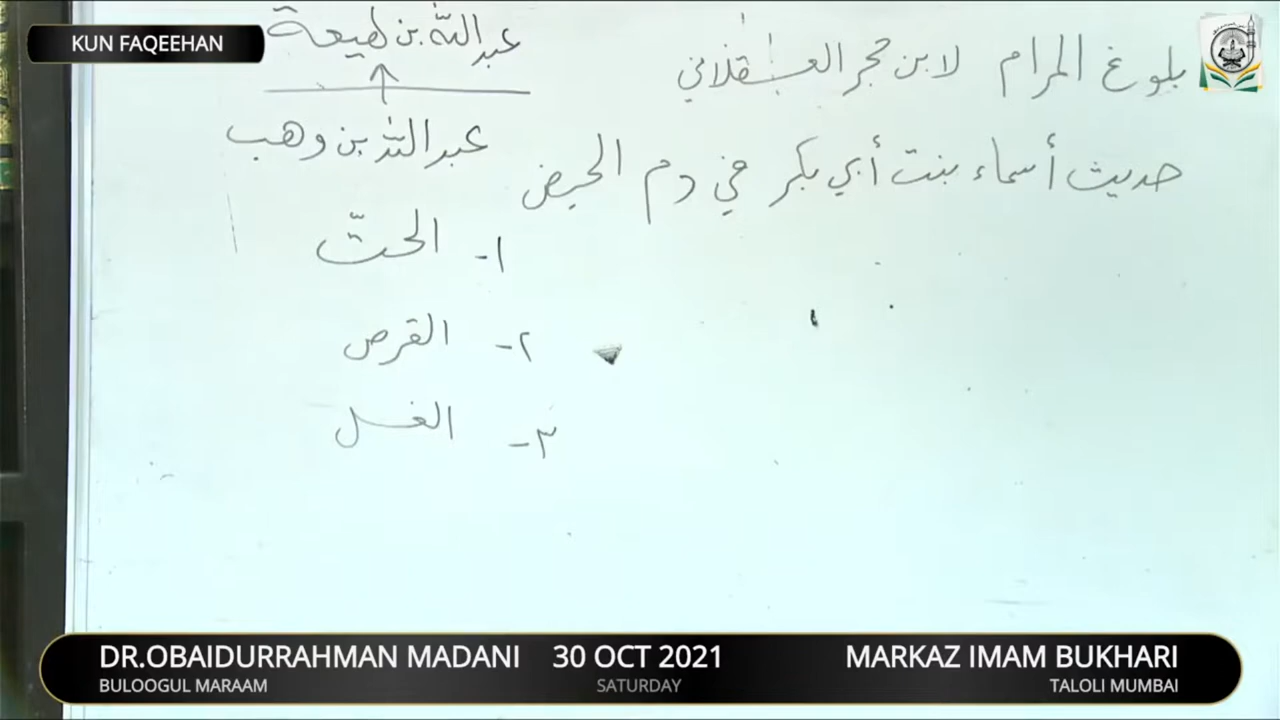 KUN FAQEEHAN
بلوغ المرام لابن حجر العسقلاني
عبد الله بن لهيعة
عبد الله بن وهب
حديث أسماء بنت أبي بكر في دم الحيض
١- الحتّ
٢- القرص
٣- الغسل
DR.OBAIDURRAHMAN MADANI 30 OCT 2021 MARKAZ IMAM BUKHARI
BULOOGUL MARAAM SATURDAY TALOLI MUMBAI